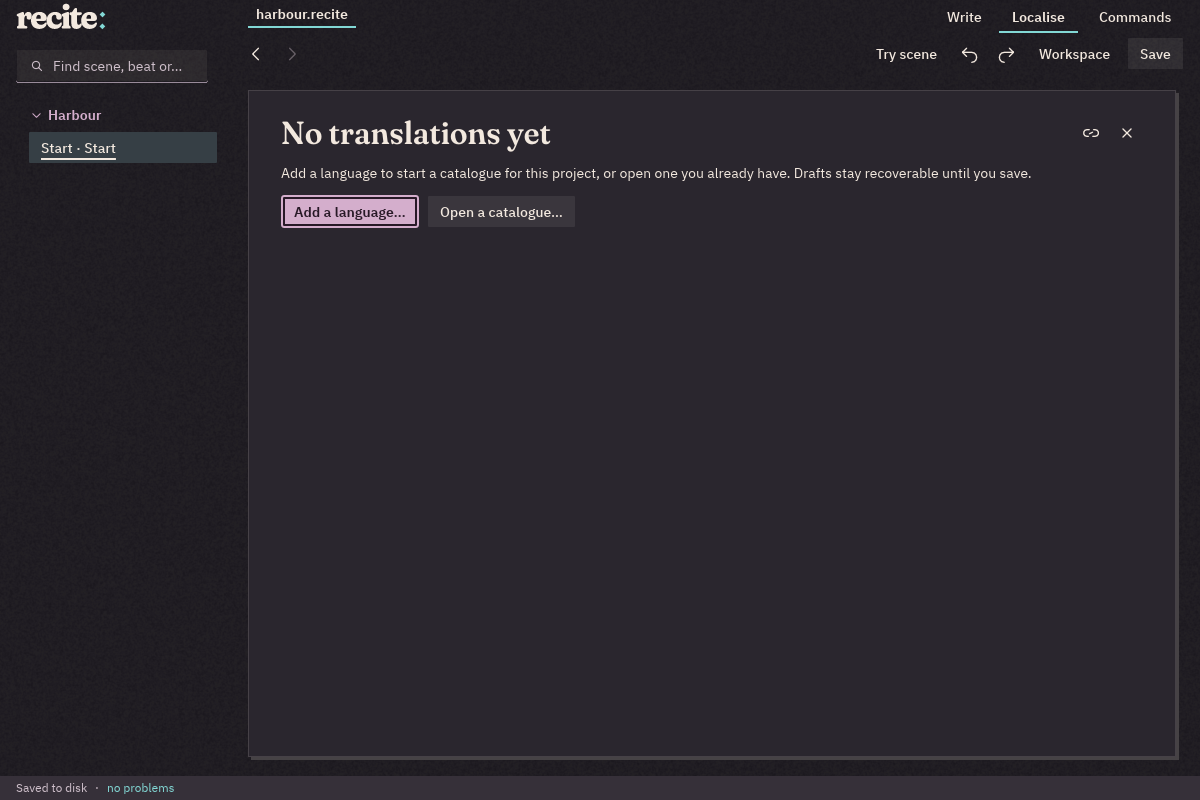 recite:
harbour.recite
Write
Localise
Commands
Find scene, beat or...
Try scene
Workspace
Save
Harbour
Start · Start
No translations yet
Add a language to start a catalogue for this project, or open one you already have. Drafts stay recoverable until you save.
Add a language...
Open a catalogue...
Saved to disk · no problems